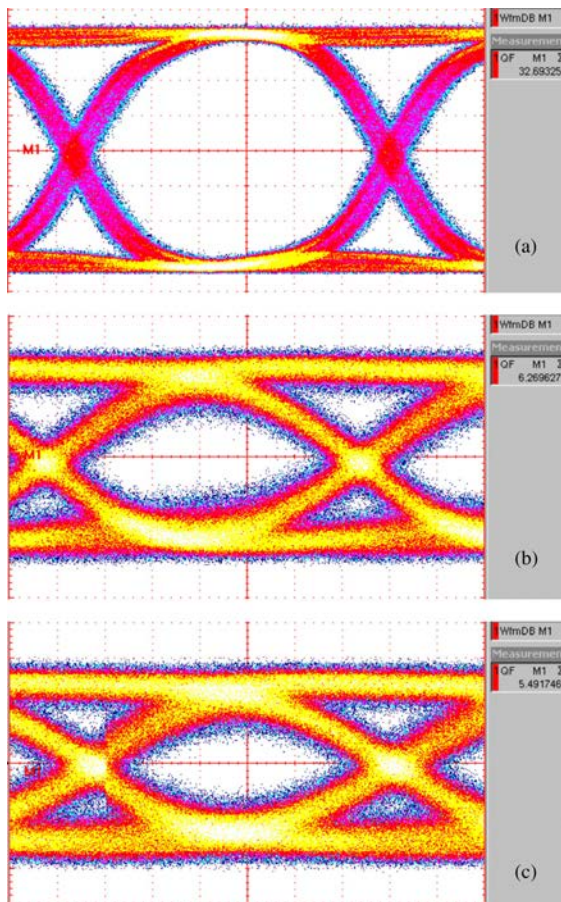 WfmDB M1
Measuremen
QF M1 Σ
32.69325
M1
(a)
WfmDB M1
Measuremen
QF M1 Σ
6.269627
M1
(b)
WfmDB M1
Measuremen
QF M1 Σ
5.491746
(c)